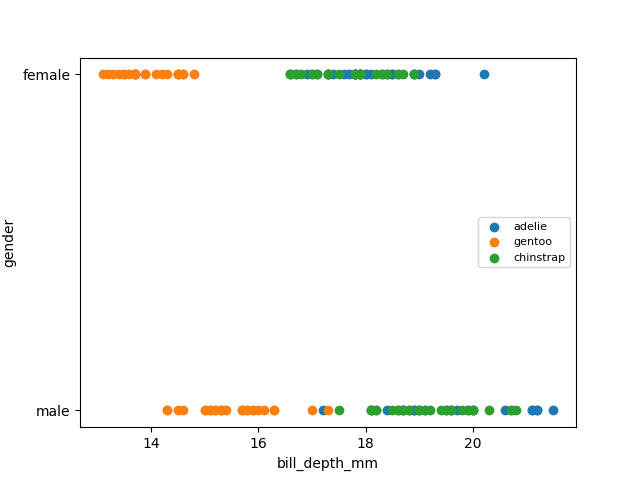 female
gender
adelie
gentoo
chinstrap
male
14 16 18 20
bill_depth_mm